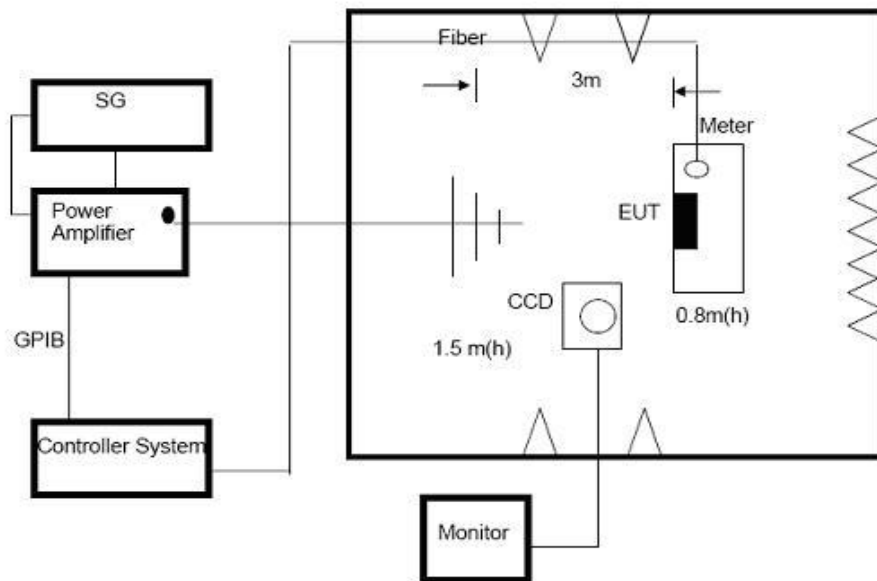 Fiber
3m
SG
Meter
Power
Amplifier
EUT
CCD
0.8m(h)
GPIB
1.5 m(h)
Controller System
Monitor